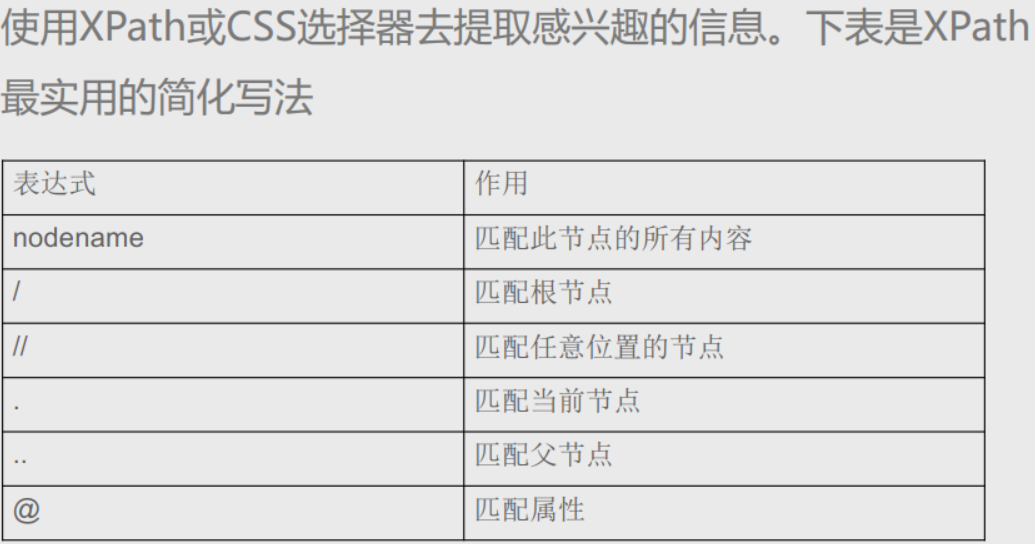 使用XPath或CSS选择器去提取感兴趣的信息。下表是XPath
最实用的简化写法
表达式 作用
nodename 匹配此节点的所有内容
/ 匹配根节点
// 匹配任意位置的节点
. 匹配当前节点
.. 匹配父节点
@ 匹配属性